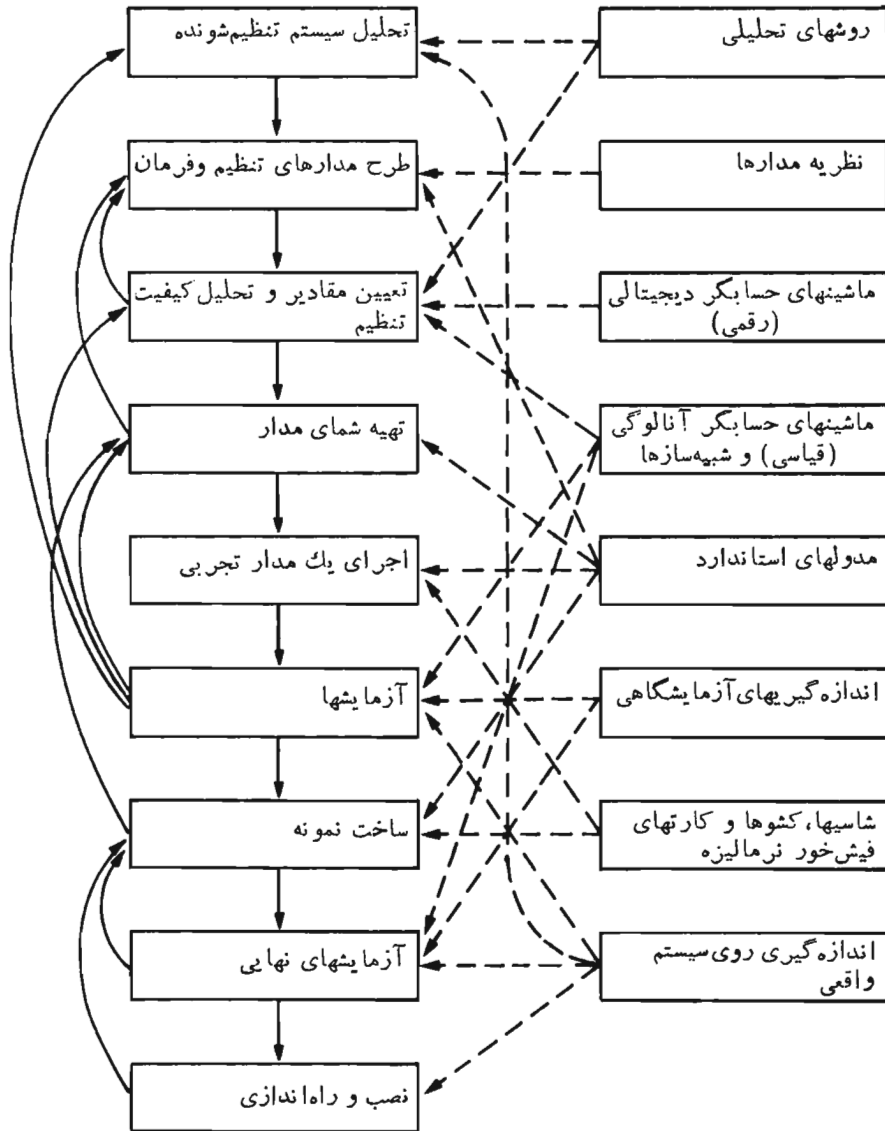 تحلیل سیستم تنظیم‌شونده
روشهای تحلیلی
طرح مدارهای تنظیم وفرمان
نظریه مدارها
تعیین مقادیر و تحلیل کیفیت
تنظیم
ماشینهای حسابگر دیجیتالی
(رقمی)
تهیه شمای مدار
ماشینهای حسابگر آنالوگی
(قیاسی) و شبیه‌سازها
اجرای یك مدار تجربی
مدولهای استاندارد
آزمایشها
اندازه‌گیریهای آزمایشگاهی
ساخت نمونه
شاسیها، کشوها و کارتهای
فیش‌خور نرمالیزه
آزمایشهای نهایی
اندازه‌گیری روی سیستم
واقعی
نصب و راه‌اندازی